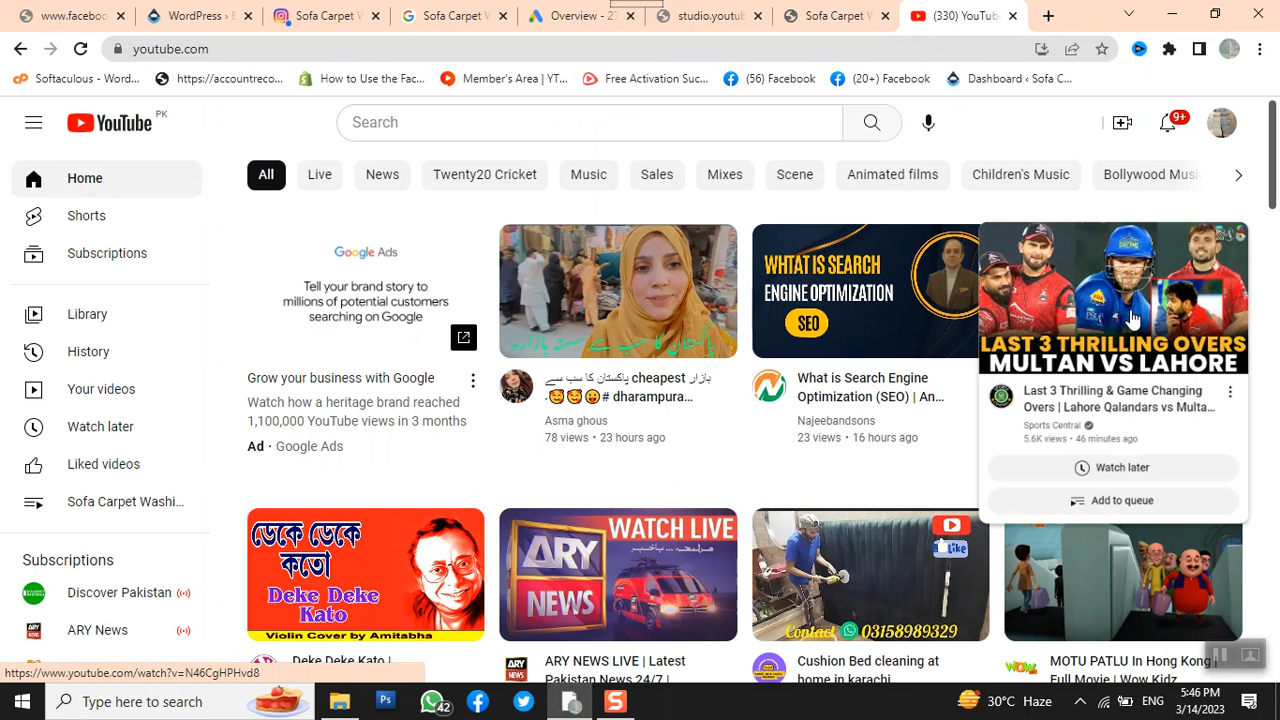 www.facebo
WordPress › E
Sofa Carpet W
Sofa Carpet W
Overview - 2
studio.youtub
Sofa Carpet W
(330) YouTub
youtube.com
Softaculous - Word...
https://accountreco...
How to Use the Fac...
Member's Area | YT...
Free Activation Suc...
(56) Facebook
(20+) Facebook
Dashboard ‹ Sofa C...
YouTube PK
Search
9+
Home
Shorts
Subscriptions
Library
History
Your videos
Watch later
Liked videos
Sofa Carpet Washi...
Subscriptions
Discover Pakistan
ARY News
All
Live
News
Twenty20 Cricket
Music
Sales
Mixes
Scene
Animated films
Children's Music
Bollywood Musi
Google Ads
Tell your brand story to
millions of potential customers
searching on Google
Grow your business with Google
Watch how a heritage brand reached
1,100,000 YouTube views in 3 months
Ad · Google Ads
پاکستان کا سب سے سستہ بازار
بازار cheapest پاکستان کا سب سے
# dharampura...
Asma ghous
78 views • 23 hours ago
WHTAT IS SEARCH
ENGINE OPTIMIZATION
SEO
What is Search Engine
Optimization (SEO) | An...
Najeebandsons
23 views • 16 hours ago
LAST 3 THRILLING OVERS
MULTAN VS LAHORE
Last 3 Thrilling & Game Changing
Overs | Lahore Qalandars vs Multa...
Sports Central
5.6K views • 46 minutes ago
Watch later
Add to queue
ডেকে ডেকে
কতো
Deke Deke
Kato
Violin Cover by Amitabha
Deke Deke Kato |
WATCH LIVE
ARY
NEWS
ARY NEWS LIVE | Latest
Pakistan News 24/7 |
like
Contact 03158989329
Cushion Bed cleaning at
home in karachi
WOW
MOTU PATLU In Hong Kong |
Full Movie | Wow Kidz
https://www.youtube.com/watch?v=N46CgHPHvd8
Type here to search
Ps
42
S
30°C Haze
ENG
5:46 PM
3/14/2023